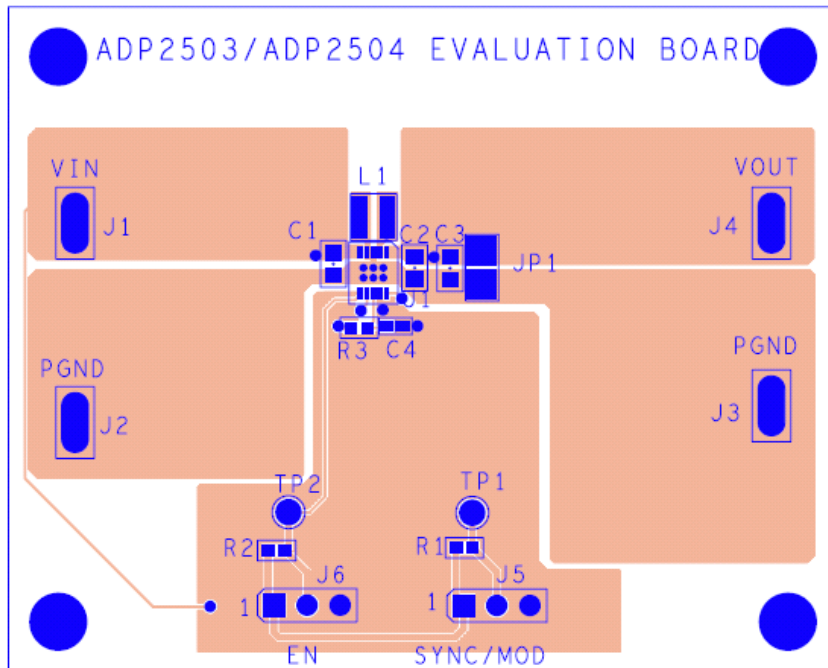 ADP2503/ADP2504 EVALUATION BOARD
VIN
L1
VOUT
J1
C1
C2
C3
J4
JP1
R3
C4
PGND
PGND
J2
J3
TP2
TP1
R2
R1
J6
J5
1
1
EN
SYNC/MOD